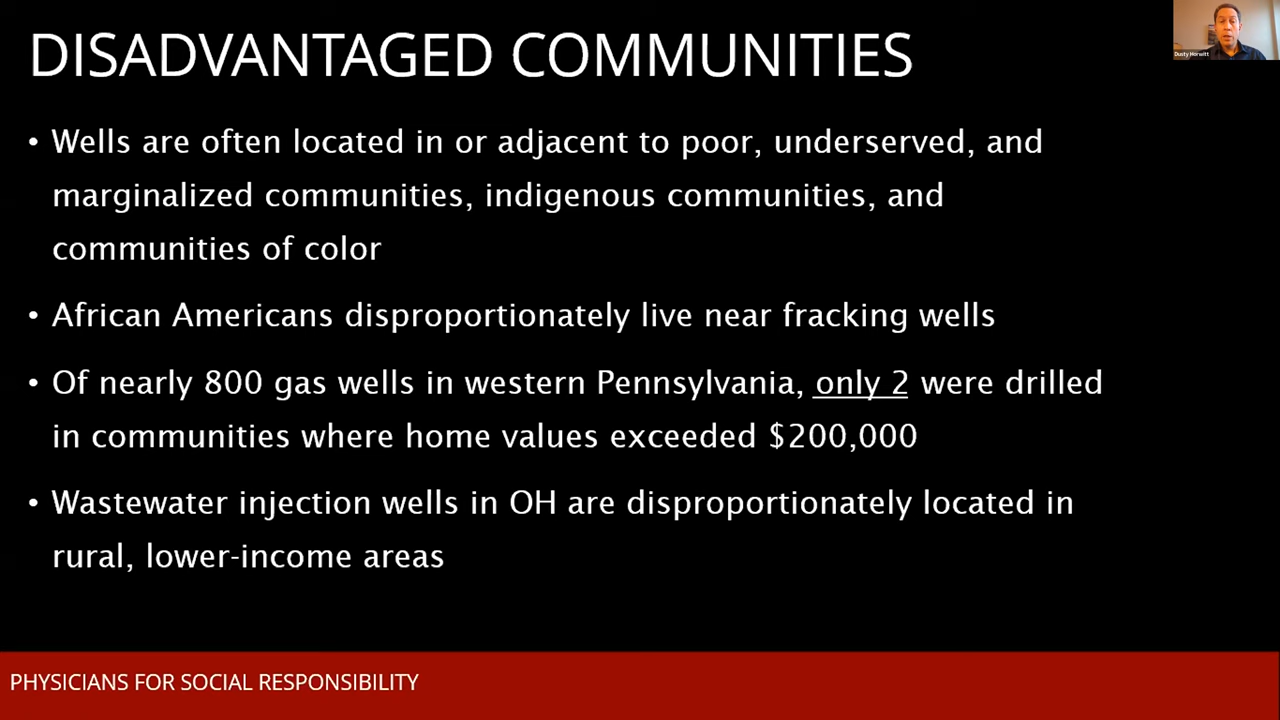 DISADVANTAGED COMMUNITIES
Dusty Horwitt
• Wells are often located in or adjacent to poor, underserved, and
marginalized communities, indigenous communities, and
communities of color
• African Americans disproportionately live near fracking wells
• Of nearly 800 gas wells in western Pennsylvania, only 2 were drilled
in communities where home values exceeded $200,000
• Wastewater injection wells in OH are disproportionately located in
rural, lower-income areas
PHYSICIANS FOR SOCIAL RESPONSIBILITY